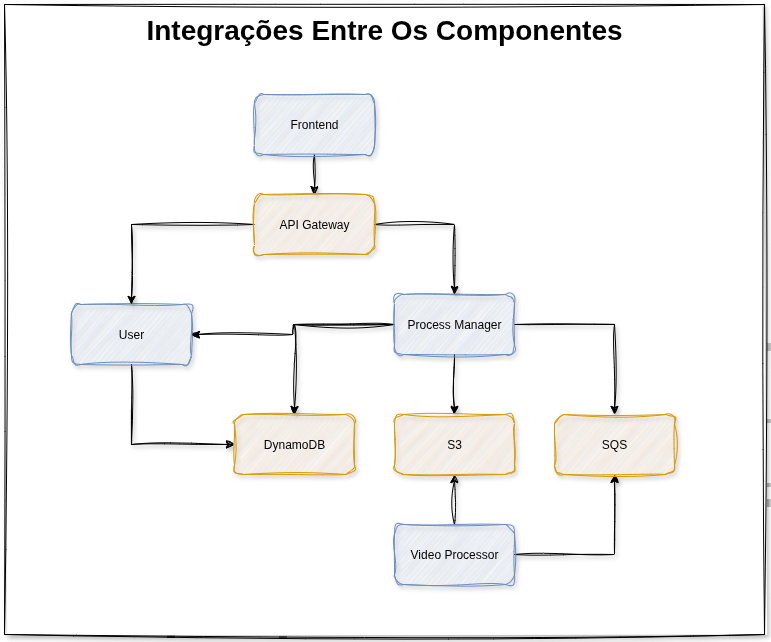 Integrações Entre Os Componentes
Frontend
API Gateway
User
Process Manager
DynamoDB
S3
SQS
Video Processor